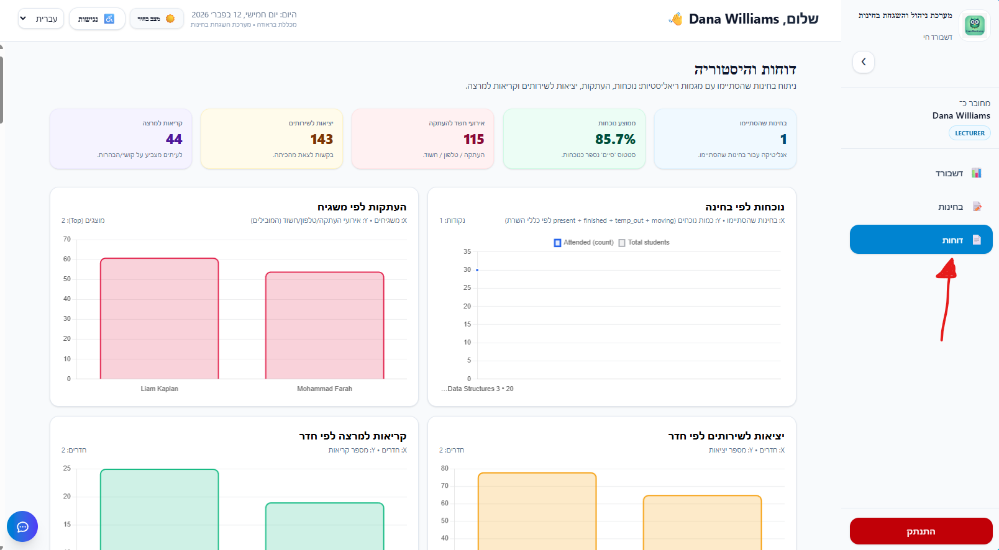 מערכת ניהול והשגחת בחינות
דשבורד חי
מחובר כ־
Dana Williams
LECTURER
דשבורד
בחינות
דוחות
התנתק
שלום, Dana Williams
היום: יום חמישי, 12 בפבר׳ 2026
מכללת בראודה • מערכת השגחת בחינות
מצב בהיר
נגישות
עברית
דוחות והיסטוריה
ניתוח בחינות שהסתיימו עם מגמות ריאליסטיות: נוכחות, העתקות, יציאות לשירותים וקריאות למרצה.
בחינות שהסתיימו
1
אנליטיקה עבור בחינות שהסתיימו.
ממוצע נוכחות
85.7%
סטטוס 'סיים' נספר כנוכחות.
אירועי חשד להעתקה
115
העתקה / טלפון / חשוד.
יציאות לשירותים
143
בקשות לצאת מהכיתה.
קריאות למרצה
44
לעיתים מצביע על קושי/הבהרות.
נוכחות לפי בחינה
X: בחינות שהסתיימו • Y: כמות נוכחים (present + finished + temp_out + moving לפי כללי השרת)
נקודות: 1
Attended (count)
Total students
35
30
25
20
15
10
5
0
...Data Structures 3 • 20
העתקות לפי משגיח
X: משגיחים • Y: אירועי העתקה/טלפון/חשוד (המובילים)
מוצגים (Top): 2
70
60
50
40
30
20
10
0
Liam Kaplan
Mohammad Farah
יציאות לשירותים לפי חדר
X: חדרים • Y: מספר יציאות
חדרים: 2
80
70
60
50
40
קריאות למרצה לפי חדר
X: חדרים • Y: מספר קריאות
חדרים: 2
25
20
15